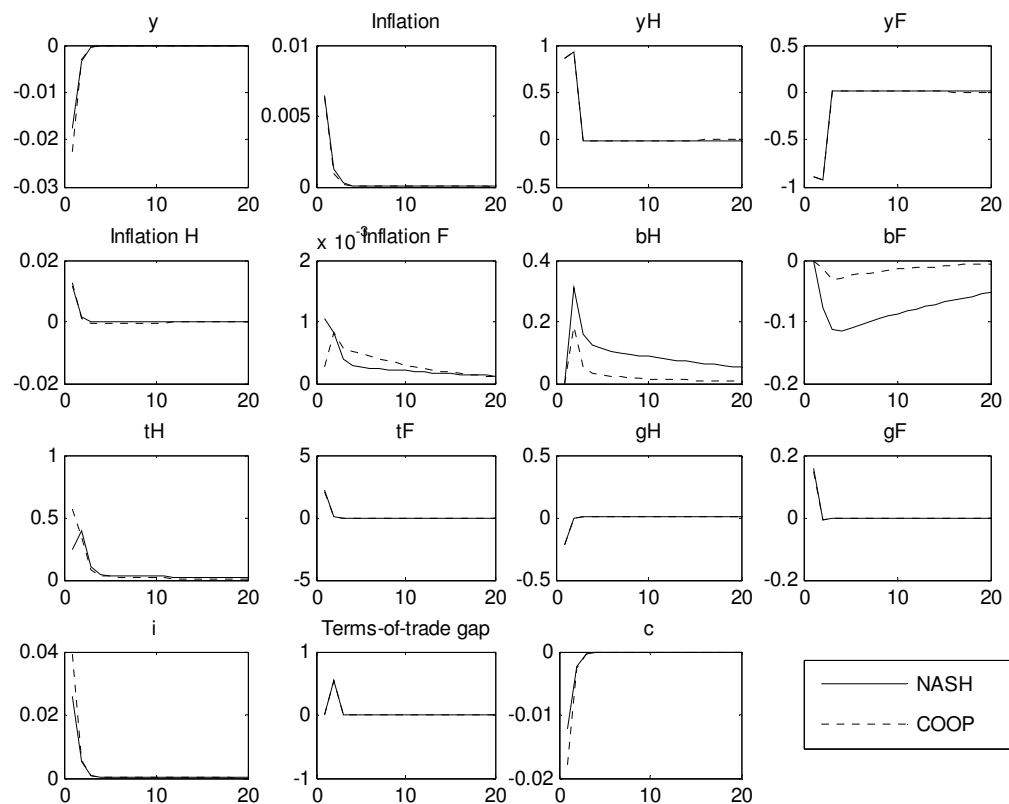 y Inflation yH yF
0 0.01 1 1
-0.01 0.5 0.5
0.005 0
-0.02 0 -0.5
-0.03 0 -0.5 -1
0 10 20 0 10 20 0 10 20 0 10 20
Inflation H x 10^-3 Inflation F bH bF
0.02 2 0.4 0
0 1 0.2 -0.1
-0.02 0 0 -0.2
0 10 20 0 10 20 0 10 20 0 10 20
tH tF gH gF
1 5 0.5 0.2
0.5 0 0 0
0 -5 -0.5 -0.2
0 10 20 0 10 20 0 10 20 0 10 20
i Terms-of-trade gap c
0.04 1 0
0.02 0 -0.01
0 -1 -0.02
0 10 20 0 10 20 0 10 20
NASH
COOP